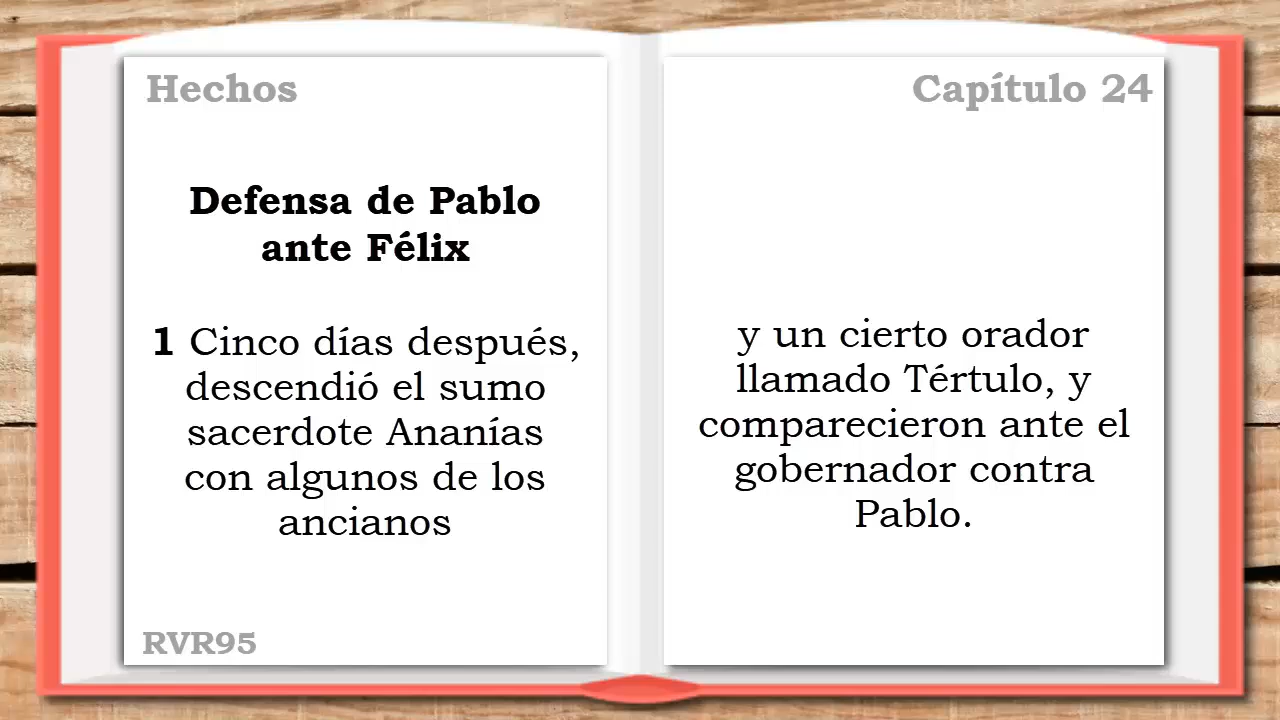 Hechos
Defensa de Pablo
ante Félix
1 Cinco días después,
descendió el sumo
sacerdote Ananías
con algunos de los
ancianos
RVR95
Capítulo 24
y un cierto orador
llamado Tértulo, y
comparecieron ante el
gobernador contra
Pablo.